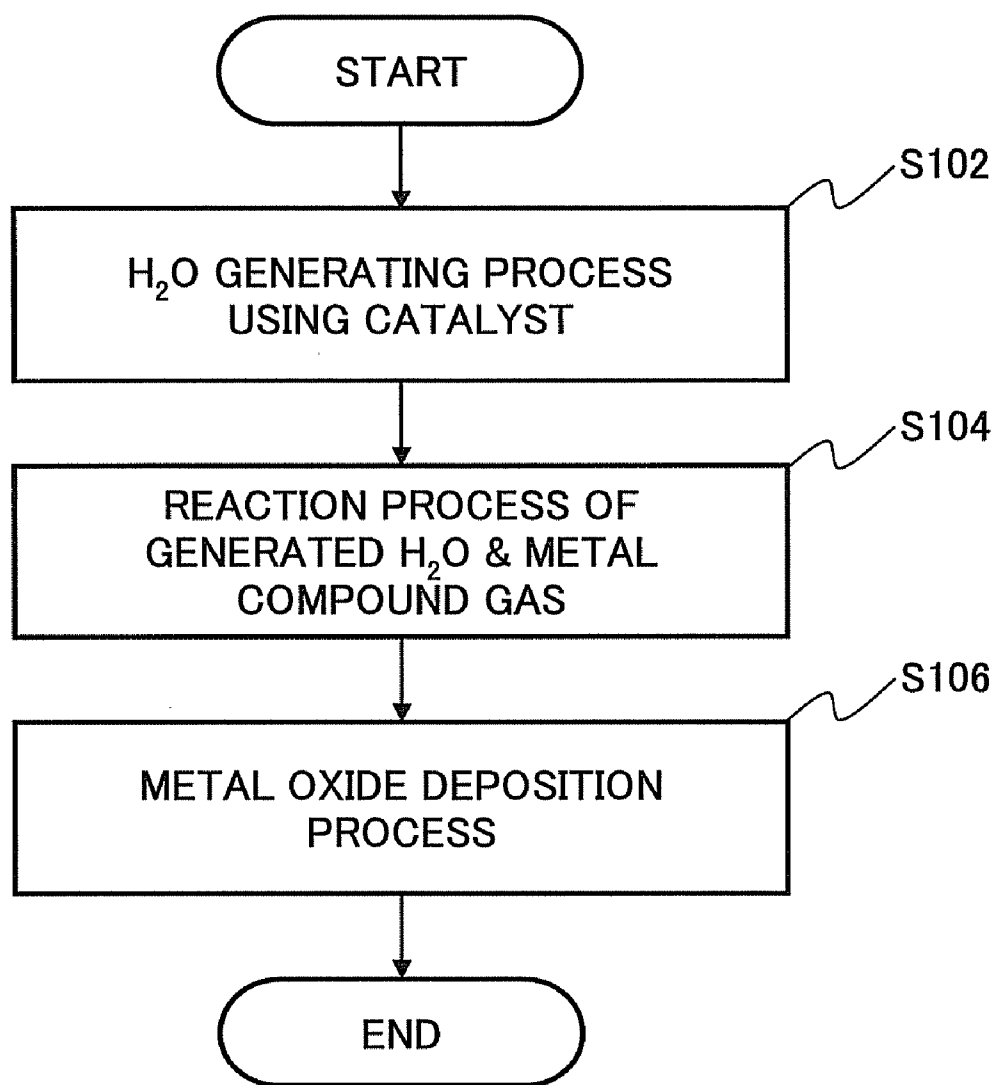 START
S102
H₂O GENERATING PROCESS
USING CATALYST
S104
REACTION PROCESS OF
GENERATED H₂O & METAL
COMPOUND GAS
S106
METAL OXIDE DEPOSITION
PROCESS
END